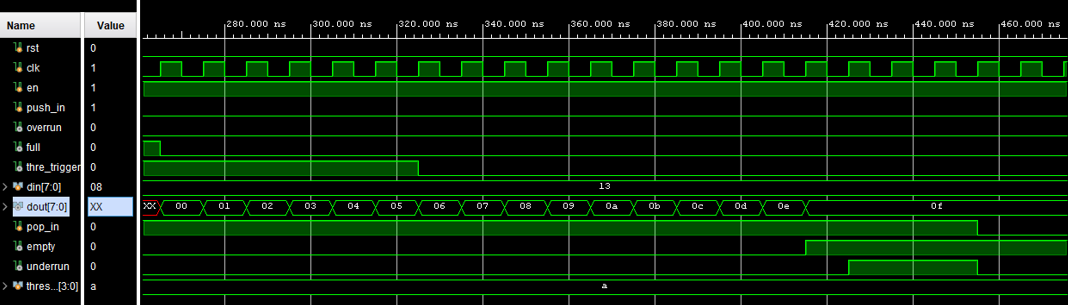 280.000 ns 300.000 ns 320.000 ns 340.000 ns 360.000 ns 380.000 ns 400.000 ns 420.000 ns 440.000 ns 460.000 ns
Name Value
rst 0
clk 1
en 1
push_in 1
overrun 0
full 0
thre_trigger 0
din[7:0] 08 13
dout[7:0] XX XX 00 01 02 03 04 05 06 07 08 09 0a 0b 0c 0d 0e 0f
pop_in 0
empty 0
underrun 0
thres...[3:0] a a